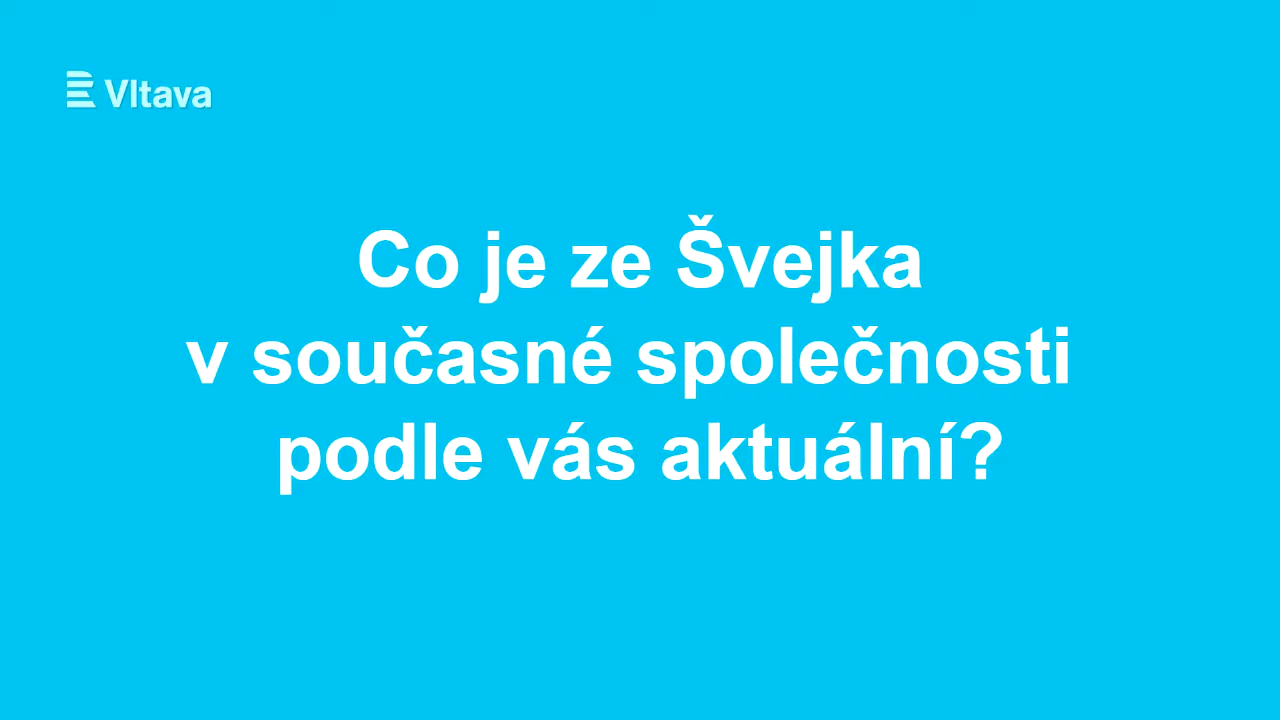 Vltava
Co je ze Švejka
v současné společnosti
podle vás aktuální?